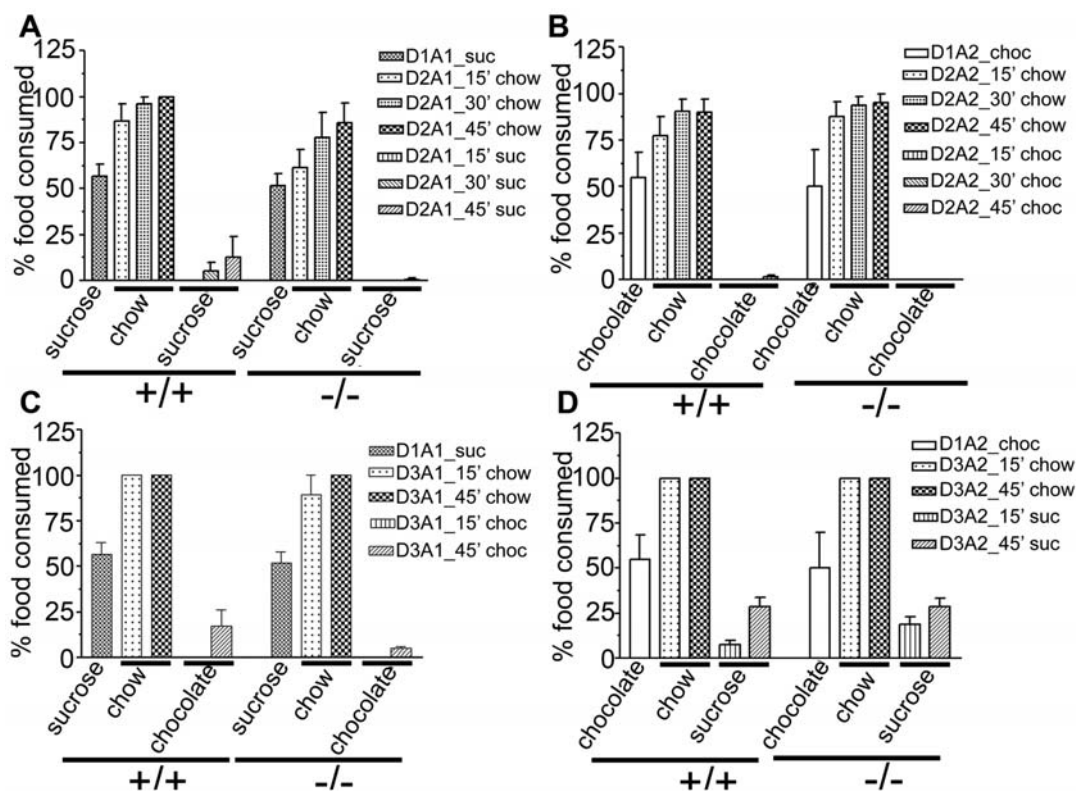 A
% food consumed
125
100
75
50
25
0
D1A1_suc
D2A1_15' chow
D2A1_30' chow
D2A1_45' chow
D2A1_15' suc
D2A1_30' suc
D2A1_45' suc
sucrose
chow
sucrose
sucrose
chow
sucrose
+/+
-/-
B
% food consumed
125
100
75
50
25
0
D1A2_choc
D2A2_15' chow
D2A2_30' chow
D2A2_45' chow
D2A2_15' choc
D2A2_30' choc
D2A2_45' choc
chocolate
chow
chocolate
chocolate
chow
chocolate
+/+
-/-
C
% food consumed
125
100
75
50
25
0
D1A1_suc
D3A1_15' chow
D3A1_45' chow
D3A1_15' choc
D3A1_45' choc
sucrose
chow
chocolate
sucrose
chow
chocolate
+/+
-/-
D
% food consumed
125
100
75
50
25
0
D1A2_choc
D3A2_15' chow
D3A2_45' chow
D3A2_15' suc
D3A2_45' suc
chocolate
chow
sucrose
chocolate
chow
sucrose
+/+
-/-